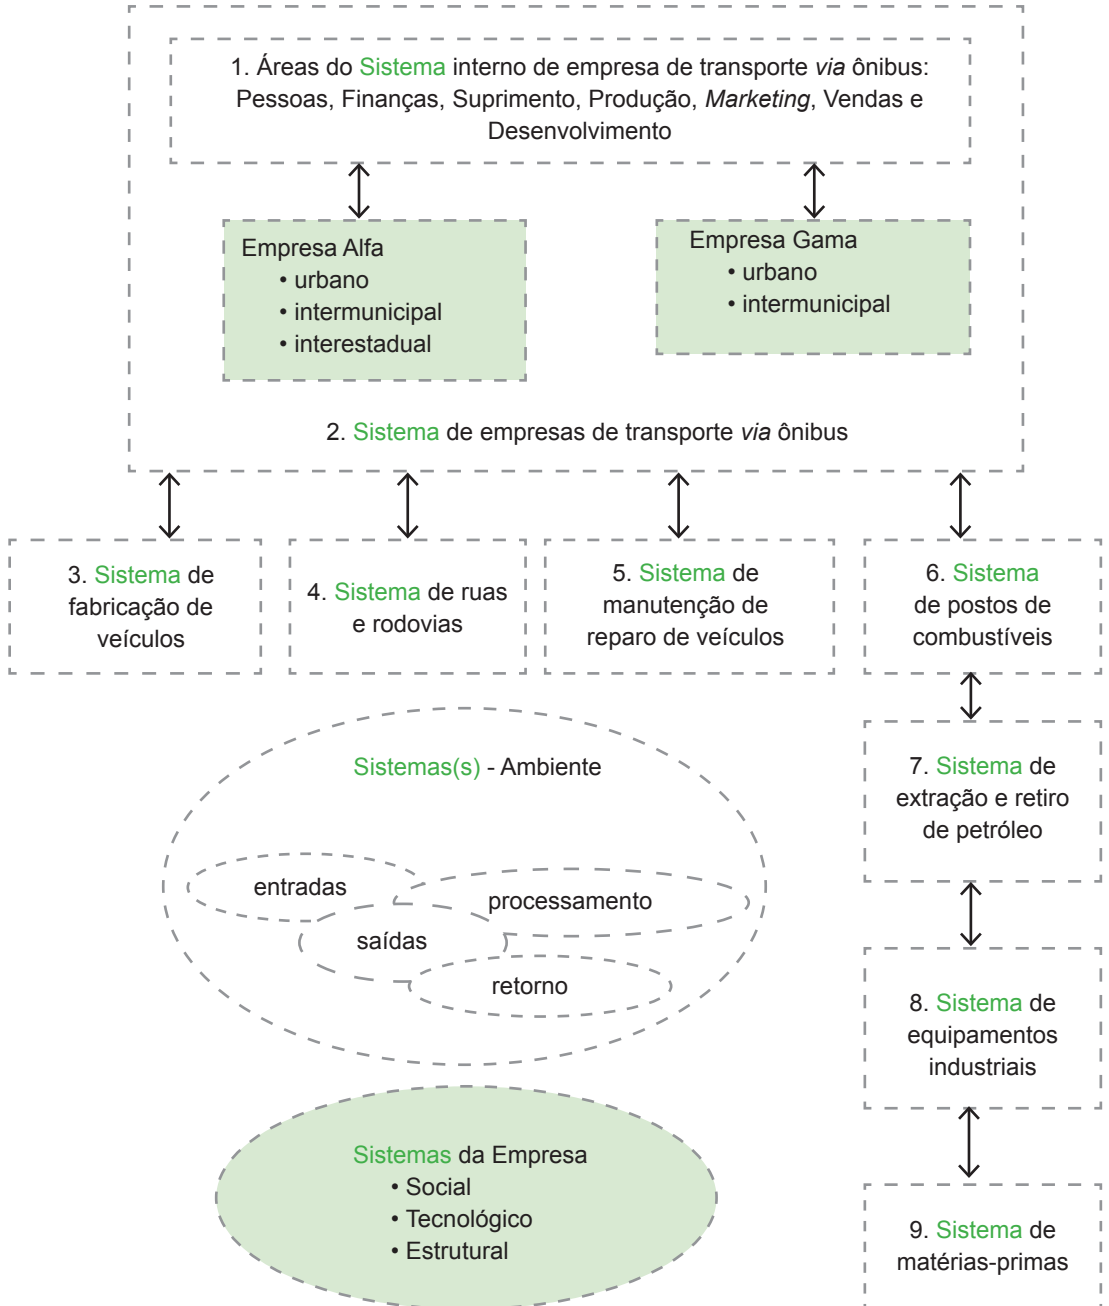 1. Áreas do Sistema interno de empresa de transporte via ônibus:
Pessoas, Finanças, Suprimento, Produção, Marketing, Vendas e
Desenvolvimento
Empresa Alfa
• urbano
• intermunicipal
• interestadual
Empresa Gama
• urbano
• intermunicipal
2. Sistema de empresas de transporte via ônibus
3. Sistema de
fabricação de
veículos
4. Sistema de ruas
e rodovias
5. Sistema de
manutenção de
reparo de veículos
6. Sistema
de postos de
combustíveis
7. Sistema de
extração e retiro
de petróleo
8. Sistema de
equipamentos
industriais
9. Sistema de
matérias-primas
Sistemas(s) - Ambiente
entradas
processamento
saídas
retorno
Sistemas da Empresa
• Social
• Tecnológico
• Estrutural